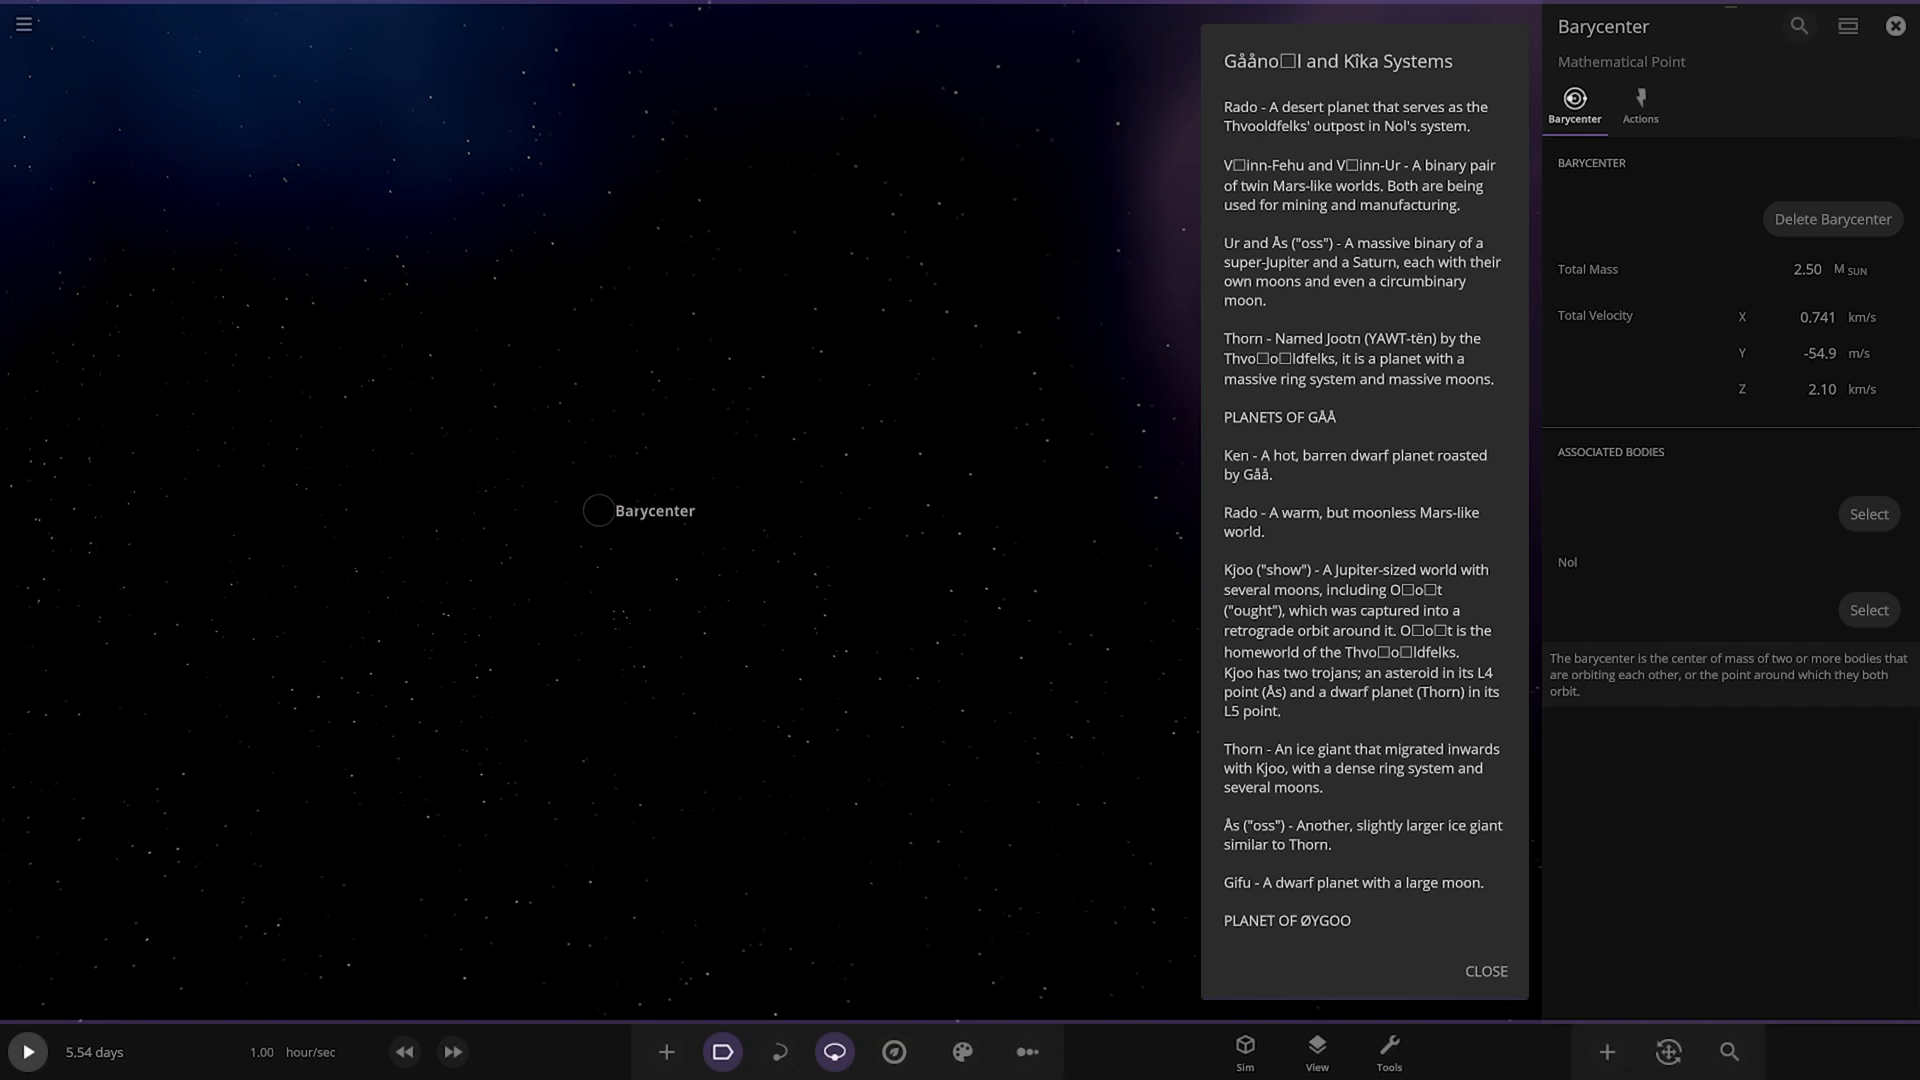 Gååno□l and Kîka Systems
Rado - A desert planet that serves as the
Thvooldfelks' outpost in Nol's system.
V□inn-Fehu and V□inn-Ur - A binary pair
of twin Mars-like worlds. Both are being
used for mining and manufacturing.
Ur and Ås ("oss") - A massive binary of a
super-Jupiter and a Saturn, each with their
own moons and even a circumbinary
moon.
Thorn - Named Jootn (YAWT-tën) by the
Thvo□o□ldfelks, it is a planet with a
massive ring system and massive moons.
PLANETS OF GÅÅ
Ken - A hot, barren dwarf planet roasted
by Gåå.
Rado - A warm, but moonless Mars-like
world.
Kjoo ("show") - A Jupiter-sized world with
several moons, including O□o□t
("ought"), which was captured into a
retrograde orbit around it. O□o□t is the
homeworld of the Thvo□o□ldfelks.
Kjoo has two trojans; an asteroid in its L4
point (Ås) and a dwarf planet (Thorn) in its
L5 point.
Thorn - An ice giant that migrated inwards
with Kjoo, with a dense ring system and
several moons.
Ås ("oss") - Another, slightly larger ice giant
similar to Thorn.
Gifu - A dwarf planet with a large moon.
PLANET OF ØYGOO
CLOSE
Barycenter
Barycenter
Mathematical Point
Barycenter
Actions
BARYCENTER
Delete Barycenter
Total Mass 2.50 M SUN
Total Velocity X 0.741 km/s
Y -54.9 m/s
Z 2.10 km/s
ASSOCIATED BODIES
Select
Nol
Select
The barycenter is the center of mass of two or more bodies that
are orbiting each other, or the point around which they both
orbit.
5.54 days 1.00 hour/sec
Sim
View
Tools